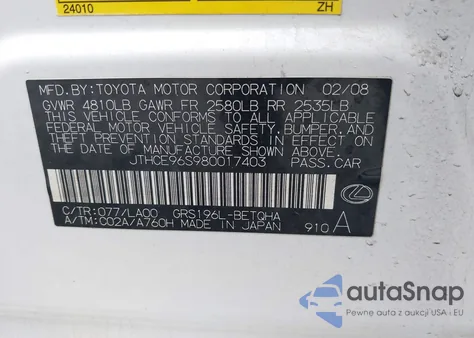 24010 ZH
MFD.BY:TOYOTA MOTOR CORPORATION 02/08
GVWR 4810LB GAWR FR 2580LB RR 2535LB
THIS VEHICLE CONFORMS TO ALL APPLICABLE
FEDERAL MOTOR VEHICLE SAFETY,BUMPER,AND
THEFT PREVENTION STANDARDS IN EFFECT ON
THE DATE OF MANUFACTURE SHOWN ABOVE.
JTHCE96S980017403 PASS.CAR
C/TR:077/LA00 GRS196L-BETQHA
A/TM:C02A/A760H MADE IN JAPAN 910 A
autoSnap
Pewne auto z aukcji USA i EU